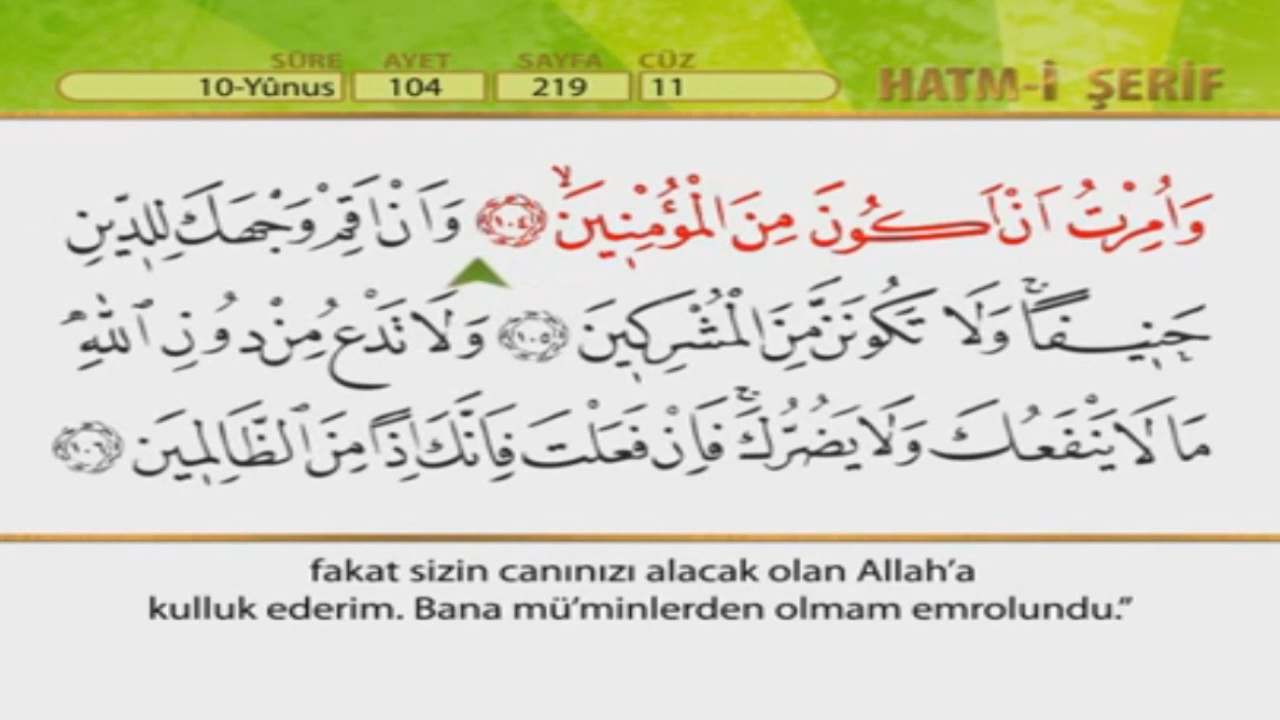 SÛRE AYET SAYFA CÜZ
10-Yûnus 104 219 11
HATM-İ ŞERİF
وَاُمِرْتُ اَنْ اَكُونَ مِنَ الْمُؤْمِنٖينَۙ ﴿١٠٤﴾ وَاَنْ اَقِمْ وَجْهَكَ لِلدّٖينِ
حَنٖيفًاۚ وَلَا تَكُونَنَّ مِنَ الْمُشْرِكٖينَ ﴿١٠٥﴾ وَلَا تَدْعُ مِنْ دُونِ اللّٰهِ
مَا لَا يَنْفَعُكَ وَلَا يَضُرُّكَۚ فَاِنْ فَعَلْتَ فَاِنَّكَ اِذًا مِنَ الظَّالِمٖينَ ﴿١٠٦﴾
fakat sizin canınızı alacak olan Allah’a
kulluk ederim. Bana mü’minlerden olmam emrolundu.”